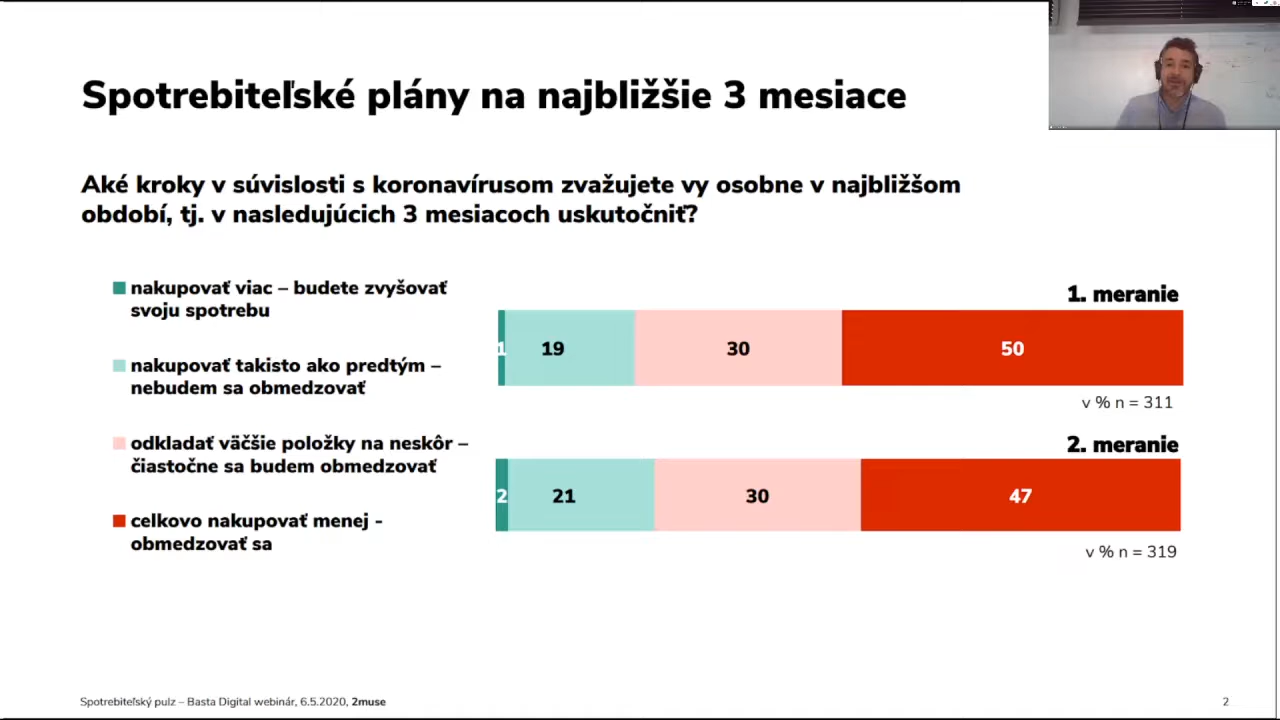 Spotrebiteľské plány na najbližšie 3 mesiace
Aké kroky v súvislosti s koronavírusom zvažujete vy osobne v najbližšom
období, tj. v nasledujúcich 3 mesiacoch uskutočniť?
nakupovať viac – budete zvyšovať
svoju spotrebu
nakupovať takisto ako predtým –
nebudem sa obmedzovať
odkladať väčšie položky na neskôr –
čiastočne sa budem obmedzovať
celkovo nakupovať menej -
obmedzovať sa
1. meranie
1 19 30 50
v % n = 311
2. meranie
2 21 30 47
v % n = 319
Spotrebiteľský pulz – Basta Digital webinár, 6.5.2020, 2muse
2